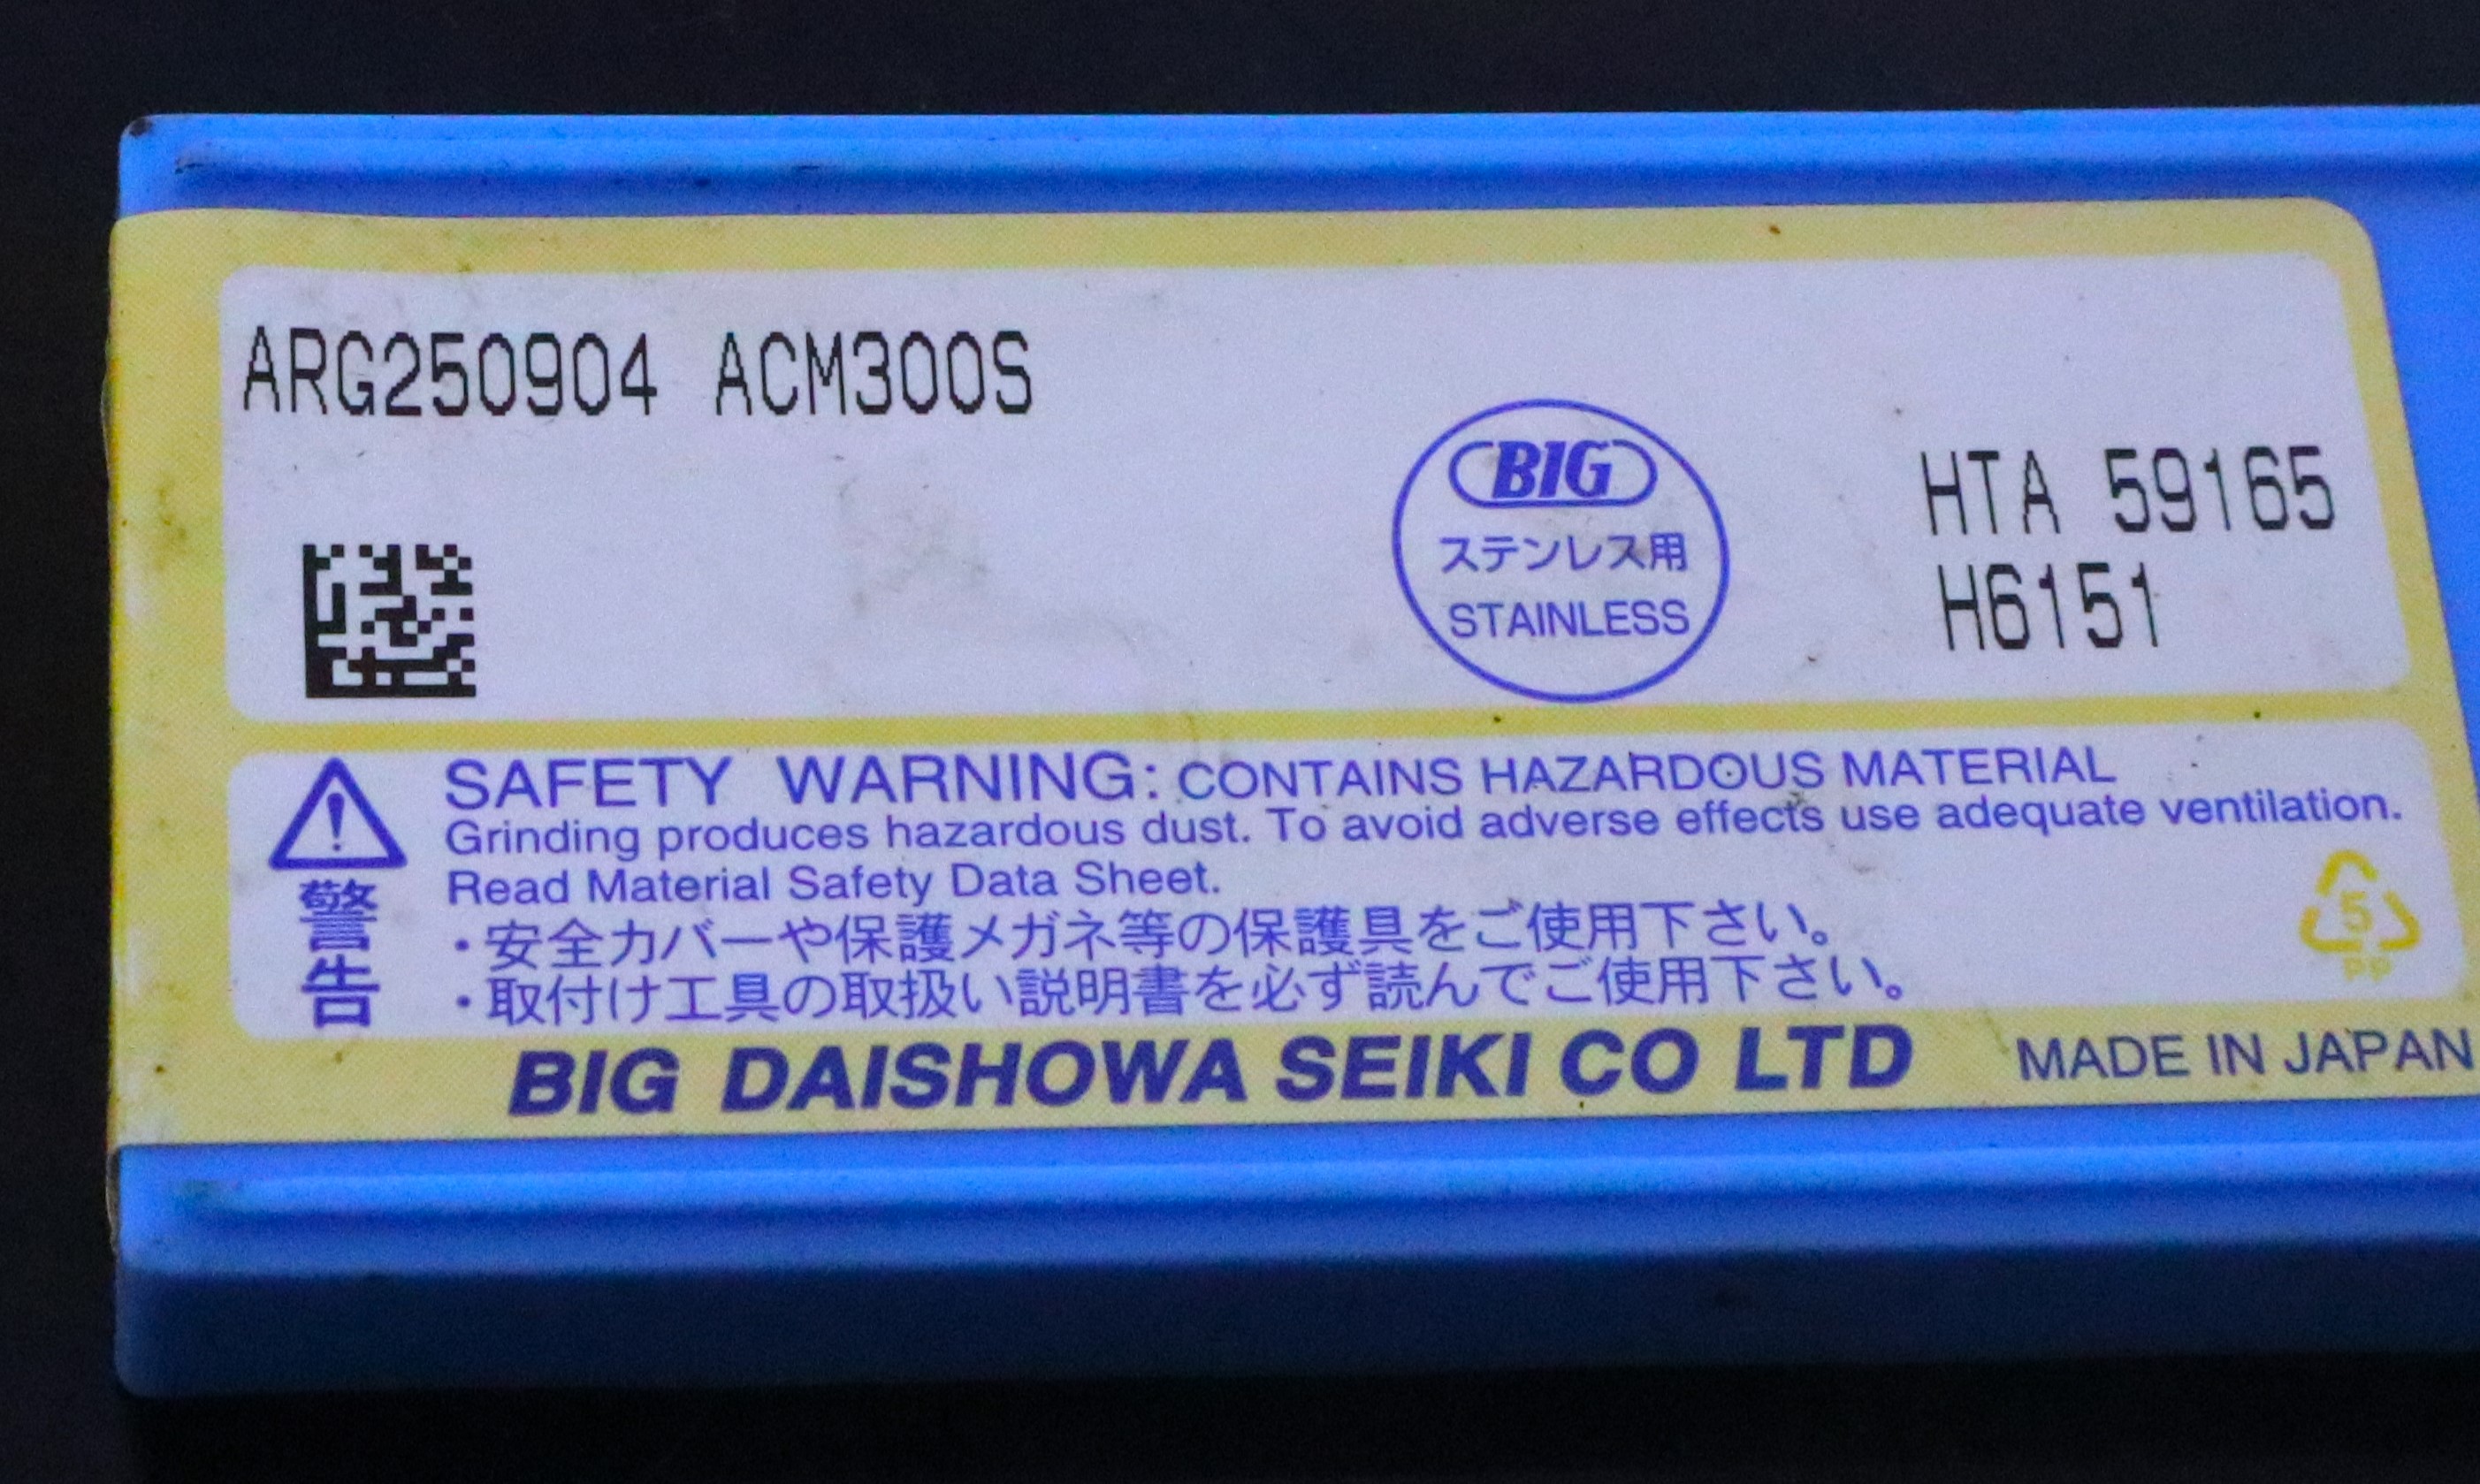 ARG250904 ACM300S
BIG
ステンレス用
STAINLESS
HTA 59165
H6151
SAFETY WARNING: CONTAINS HAZARDOUS MATERIAL
Grinding produces hazardous dust. To avoid adverse effects use adequate ventilation.
Read Material Safety Data Sheet.
警告
・安全カバーや保護メガネ等の保護具をご使用下さい。
・取付け工具の取扱い説明書を必ず読んでご使用下さい。
5
PP
BIG DAISHOWA SEIKI CO LTD
MADE IN JAPAN